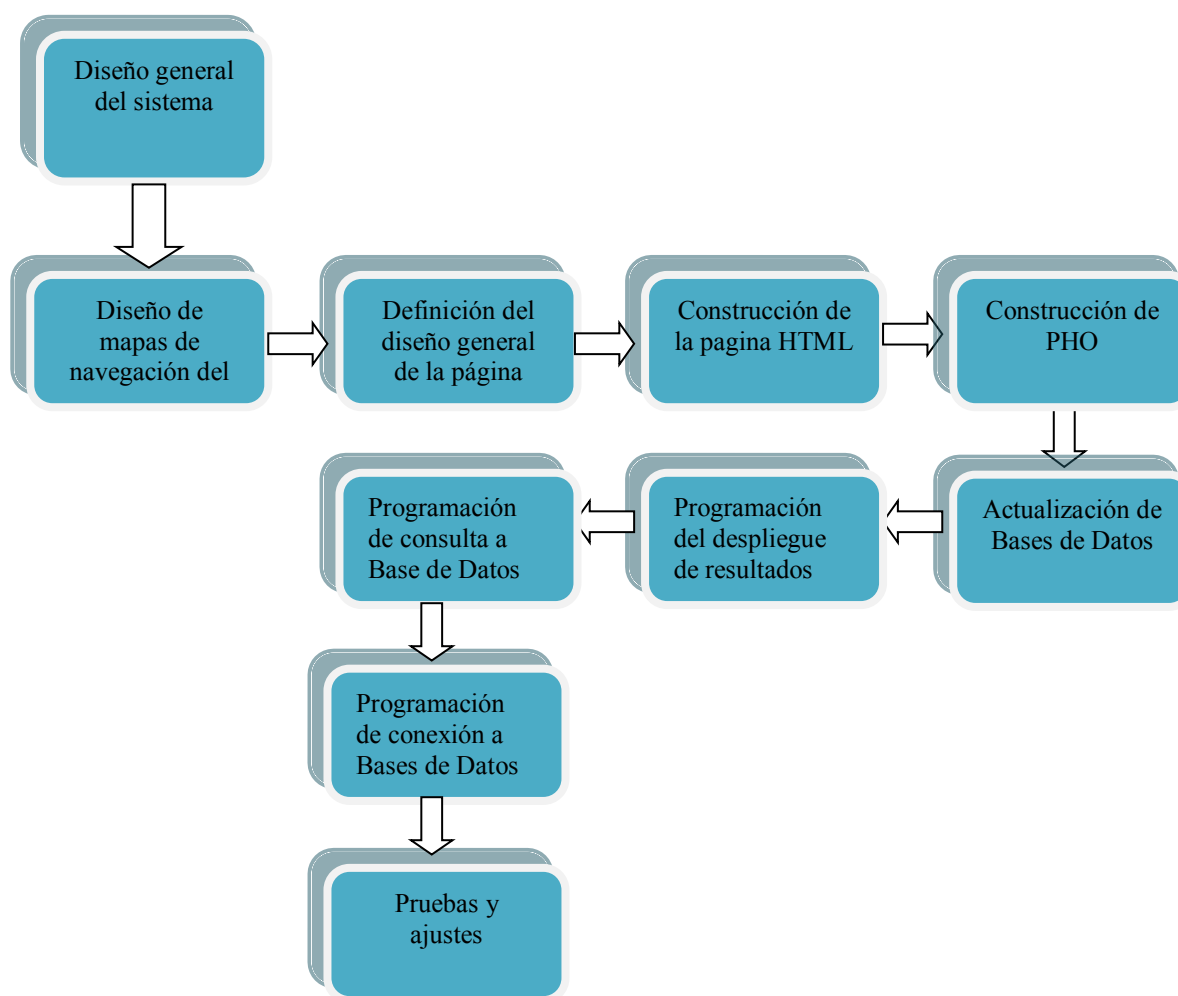 Diseño general
del sistema
Diseño de
mapas de
navegación del
Definición del
diseño general
de la página
Construcción de
la pagina HTML
Construcción de
PHO
Actualización de
Bases de Datos
Programación
del despliegue
de resultados
Programación
de consulta a
Base de Datos
Programación
de conexión a
Bases de Datos
Pruebas y
ajustes